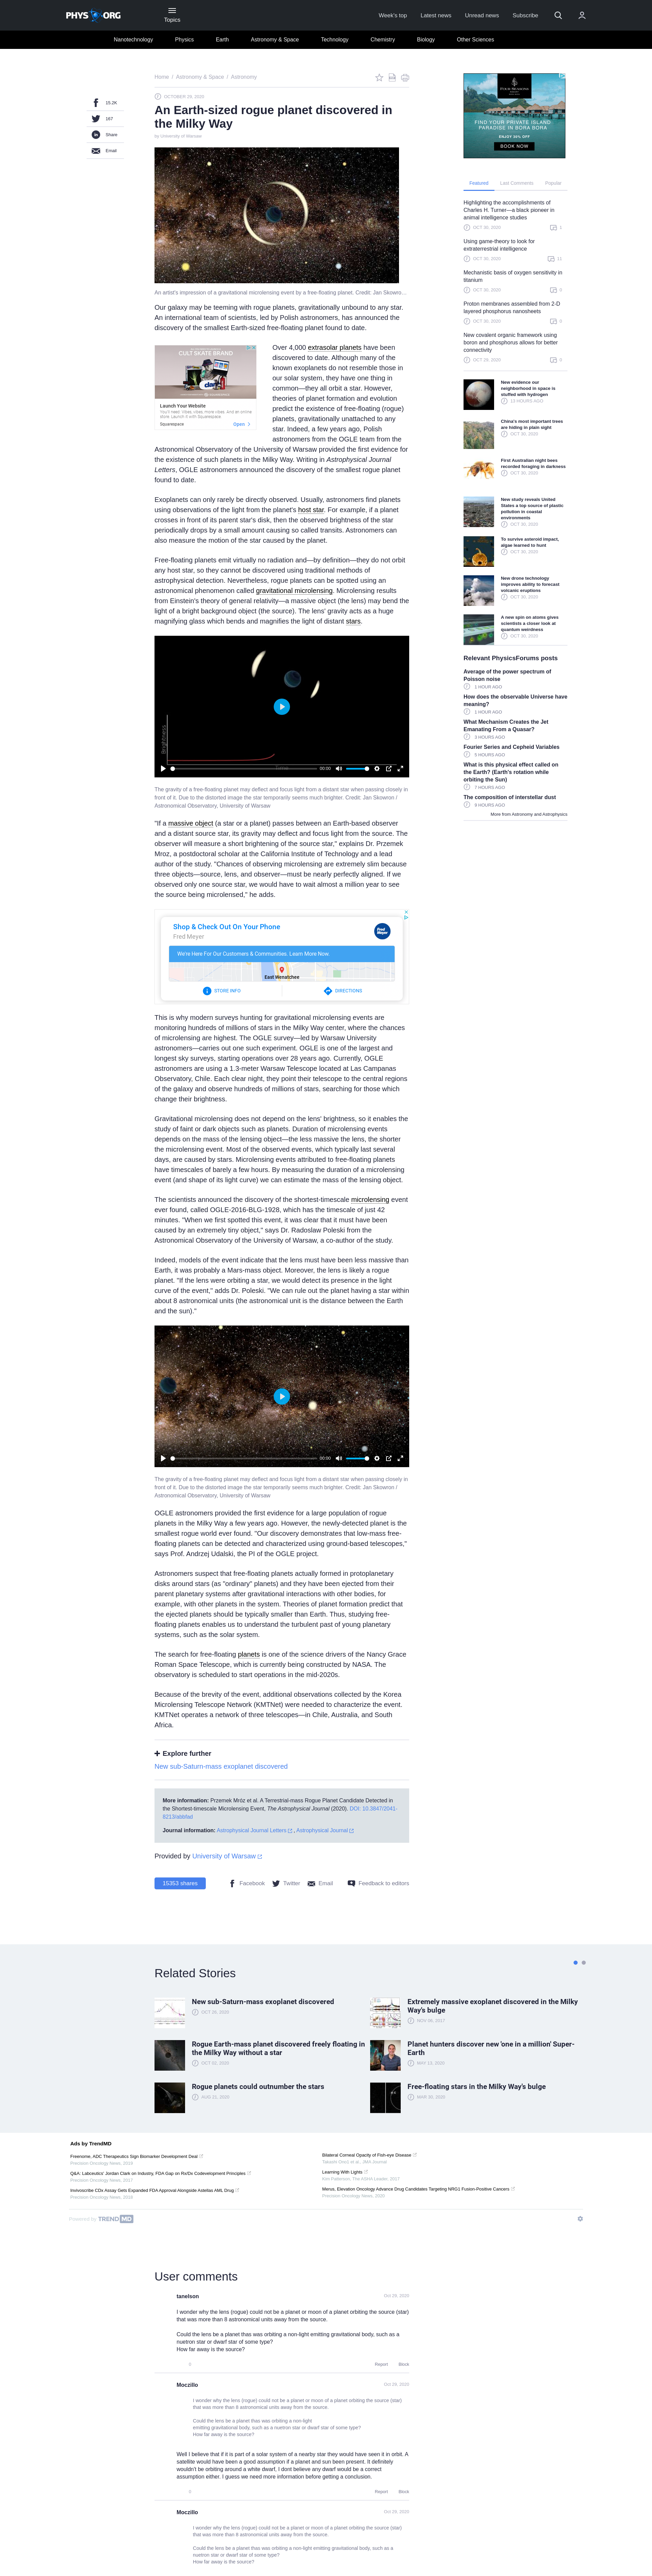 PHYS ORG
Topics
Week's top
Latest news
Unread news
Subscribe
Nanotechnology
Physics
Earth
Astronomy & Space
Technology
Chemistry
Biology
Other Sciences
15.2K
167
Share
Email
Home / Astronomy & Space / Astronomy
OCTOBER 29, 2020
An Earth-sized rogue planet discovered in
the Milky Way
by University of Warsaw
An artist's impression of a gravitational microlensing event by a free-floating planet. Credit: Jan Skowro...
Our galaxy may be teeming with rogue planets, gravitationally unbound to any star.
An international team of scientists, led by Polish astronomers, has announced the
discovery of the smallest Earth-sized free-floating planet found to date.
CULT SKATE BRAND
Launch Your Website
You'll need: Ideas, video more, vibes, and an online
store. Launch it with Squarespace
Squarespace
Open
Over 4,000 extrasolar planets have been
discovered to date. Although many of the
known exoplanets do not resemble those in
our solar system, they have one thing in
common—they all orbit a star. However,
theories of planet formation and evolution
predict the existence of free-floating (rogue)
planets, gravitationally unattached to any
star. Indeed, a few years ago, Polish
astronomers from the OGLE team from the
Astronomical Observatory of the University of Warsaw provided the first evidence for
the existence of such planets in the Milky Way. Writing in Astrophysical Journal
Letters, OGLE astronomers announced the discovery of the smallest rogue planet
found to date.
Exoplanets can only rarely be directly observed. Usually, astronomers find planets
using observations of the light from the planet's host star. For example, if a planet
crosses in front of its parent star's disk, then the observed brightness of the star
periodically drops by a small amount causing so called transits. Astronomers can
also measure the motion of the star caused by the planet.
Free-floating planets emit virtually no radiation and—by definition—they do not orbit
any host star, so they cannot be discovered using traditional methods of
astrophysical detection. Nevertheless, rogue planets can be spotted using an
astronomical phenomenon called gravitational microlensing. Microlensing results
from Einstein's theory of general relativity—a massive object (the lens) may bend the
light of a bright background object (the source). The lens' gravity acts as a huge
magnifying glass which bends and magnifies the light of distant stars.
Brightness
Time
00:00
The gravity of a free-floating planet may deflect and focus light from a distant star when passing closely in
front of it. Due to the distorted image the star temporarily seems much brighter. Credit: Jan Skowron /
Astronomical Observatory, University of Warsaw
"If a massive object (a star or a planet) passes between an Earth-based observer
and a distant source star, its gravity may deflect and focus light from the source. The
observer will measure a short brightening of the source star," explains Dr. Przemek
Mroz, a postdoctoral scholar at the California Institute of Technology and a lead
author of the study. "Chances of observing microlensing are extremely slim because
three objects—source, lens, and observer—must be nearly perfectly aligned. If we
observed only one source star, we would have to wait almost a million year to see
the source being microlensed," he adds.
Shop & Check Out On Your Phone
Fred Meyer
We're Here For Our Customers & Communities. Learn More Now.
East Wenatchee
STORE INFO
DIRECTIONS
This is why modern surveys hunting for gravitational microlensing events are
monitoring hundreds of millions of stars in the Milky Way center, where the chances
of microlensing are highest. The OGLE survey—led by Warsaw University
astronomers—carries out one such experiment. OGLE is one of the largest and
longest sky surveys, starting operations over 28 years ago. Currently, OGLE
astronomers are using a 1.3-meter Warsaw Telescope located at Las Campanas
Observatory, Chile. Each clear night, they point their telescope to the central regions
of the galaxy and observe hundreds of millions of stars, searching for those which
change their brightness.
Gravitational microlensing does not depend on the lens' brightness, so it enables the
study of faint or dark objects such as planets. Duration of microlensing events
depends on the mass of the lensing object—the less massive the lens, the shorter
the microlensing event. Most of the observed events, which typically last several
days, are caused by stars. Microlensing events attributed to free-floating planets
have timescales of barely a few hours. By measuring the duration of a microlensing
event (and shape of its light curve) we can estimate the mass of the lensing object.
The scientists announced the discovery of the shortest-timescale microlensing event
ever found, called OGLE-2016-BLG-1928, which has the timescale of just 42
minutes. "When we first spotted this event, it was clear that it must have been
caused by an extremely tiny object," says Dr. Radoslaw Poleski from the
Astronomical Observatory of the University of Warsaw, a co-author of the study.
Indeed, models of the event indicate that the lens must have been less massive than
Earth, it was probably a Mars-mass object. Moreover, the lens is likely a rogue
planet. "If the lens were orbiting a star, we would detect its presence in the light
curve of the event," adds Dr. Poleski. "We can rule out the planet having a star within
about 8 astronomical units (the astronomical unit is the distance between the Earth
and the sun)."
00:00
The gravity of a free-floating planet may deflect and focus light from a distant star when passing closely in
front of it. Due to the distorted image the star temporarily seems much brighter. Credit: Jan Skowron /
Astronomical Observatory, University of Warsaw
OGLE astronomers provided the first evidence for a large population of rogue
planets in the Milky Way a few years ago. However, the newly-detected planet is the
smallest rogue world ever found. "Our discovery demonstrates that low-mass free-
floating planets can be detected and characterized using ground-based telescopes,"
says Prof. Andrzej Udalski, the PI of the OGLE project.
Astronomers suspect that free-floating planets actually formed in protoplanetary
disks around stars (as "ordinary" planets) and they have been ejected from their
parent planetary systems after gravitational interactions with other bodies, for
example, with other planets in the system. Theories of planet formation predict that
the ejected planets should be typically smaller than Earth. Thus, studying free-
floating planets enables us to understand the turbulent past of young planetary
systems, such as the solar system.
The search for free-floating planets is one of the science drivers of the Nancy Grace
Roman Space Telescope, which is currently being constructed by NASA. The
observatory is scheduled to start operations in the mid-2020s.
Because of the brevity of the event, additional observations collected by the Korea
Microlensing Telescope Network (KMTNet) were needed to characterize the event.
KMTNet operates a network of three telescopes—in Chile, Australia, and South
Africa.
Explore further
New sub-Saturn-mass exoplanet discovered
More information: Przemek Mróz et al. A Terrestrial-mass Rogue Planet Candidate Detected in
the Shortest-timescale Microlensing Event, The Astrophysical Journal (2020). DOI: 10.3847/2041-
8213/abbfad
Journal information: Astrophysical Journal Letters , Astrophysical Journal
Provided by University of Warsaw
15353 shares
Facebook
Twitter
Email
Feedback to editors
FOUR SEASONS
FIND YOUR PRIVATE ISLAND
PARADISE IN BORA BORA
ENJOY 35% OFF
BOOK NOW
Featured
Last Comments
Popular
Highlighting the accomplishments of
Charles H. Turner—a black pioneer in
animal intelligence studies
OCT 30, 2020
Using game-theory to look for
extraterrestrial intelligence
OCT 30, 2020
11
Mechanistic basis of oxygen sensitivity in
titanium
OCT 30, 2020
0
Proton membranes assembled from 2-D
layered phosphorus nanosheets
OCT 30, 2020
0
New covalent organic framework using
boron and phosphorus allows for better
connectivity
OCT 29, 2020
0
New evidence our
neighborhood in space is
stuffed with hydrogen
13 HOURS AGO
China's most important trees
are hiding in plain sight
OCT 30, 2020
First Australian night bees
recorded foraging in darkness
OCT 30, 2020
New study reveals United
States a top source of plastic
pollution in coastal
environments
OCT 30, 2020
To survive asteroid impact,
algae learned to hunt
OCT 30, 2020
New drone technology
improves ability to forecast
volcanic eruptions
OCT 30, 2020
A new spin on atoms gives
scientists a closer look at
quantum weirdness
OCT 30, 2020
Relevant PhysicsForums posts
Average of the power spectrum of
Poisson noise
1 HOUR AGO
How does the observable Universe have
meaning?
1 HOUR AGO
What Mechanism Creates the Jet
Emanating From a Quasar?
3 HOURS AGO
Fourier Series and Cepheid Variables
5 HOURS AGO
What is this physical effect called on
the Earth? (Earth's rotation while
orbiting the Sun)
7 HOURS AGO
The composition of interstellar dust
9 HOURS AGO
More from Astronomy and Astrophysics
Related Stories
New sub-Saturn-mass exoplanet discovered
Extremely massive exoplanet discovered in the Milky
Way's bulge
NOV 06, 2017
Rogue Earth-mass planet discovered freely floating in
the Milky Way without a star
OCT 02, 2020
Planet hunters discover new 'one in a million' Super-
Earth
MAY 13, 2020
Rogue planets could outnumber the stars
AUG 21, 2020
Free-floating stars in the Milky Way's bulge
MAR 30, 2020
Ads by TrendMD
Freenome, ADC Therapeutics Sign Biomarker Development Deal
Precision Oncology News, 2019
Q&A: Labceutics' Jordan Clark on Industry, FDA Gap on Rx/Dx Codevelopment Principles
Precision Oncology News, 2017
Invivoscribe CDx Assay Gets Expanded FDA Approval Alongside Astellas AML Drug
Precision Oncology News, 2018
Bilateral Corneal Opacity of Fish-eye Disease
Learning With Lights
Kim Patterson, The ASHA Leader, 2017
Merus, Elevation Oncology Advance Drug Candidates Targeting NRG1 Fusion-Positive Cancers
Precision Oncology News, 2020
Powered by TREND MD
User comments
tanelson
Oct 29, 2020
I wonder why the lens (rogue) could not be a planet or moon of a planet orbiting the source (star)
that was more than 8 astronomical units away from the source.
Could the lens be a planet thas was orbiting a non-light emitting gravitational body, such as a
nuetron star or dwarf star of some type?
How far away is the source?
0
Report
Block
Moczillo
Oct 29, 2020
I wonder why the lens (rogue) could not be a planet or moon of a planet orbiting the source (star)
that was more than 8 astronomical units away from the source.
Could the lens be a planet thas was orbiting a non-light
emitting gravitational body, such as a nuetron star or dwarf star of some type?
How far away is the source?
Well I believe that if it is part of a solar system of a nearby star they would have seen it in orbit. A
satellite would have been a good assumption if a planet and sun been present. It definitely
wouldn't be orbiting around a white dwarf, I dont believe any dwarf would be a correct
assumption either. I guess we need more information before getting a conclusion.
0
Report
Block
Moczillo
Oct 29, 2020
I wonder why the lens (rogue) could not be a planet or moon of a planet orbiting the source (star)
that was more than 8 astronomical units away from the source.
Could the lens be a planet thas was orbiting a non-light emitting gravitational body, such as a
nuetron star or dwarf star of some type?
How far away is the source?